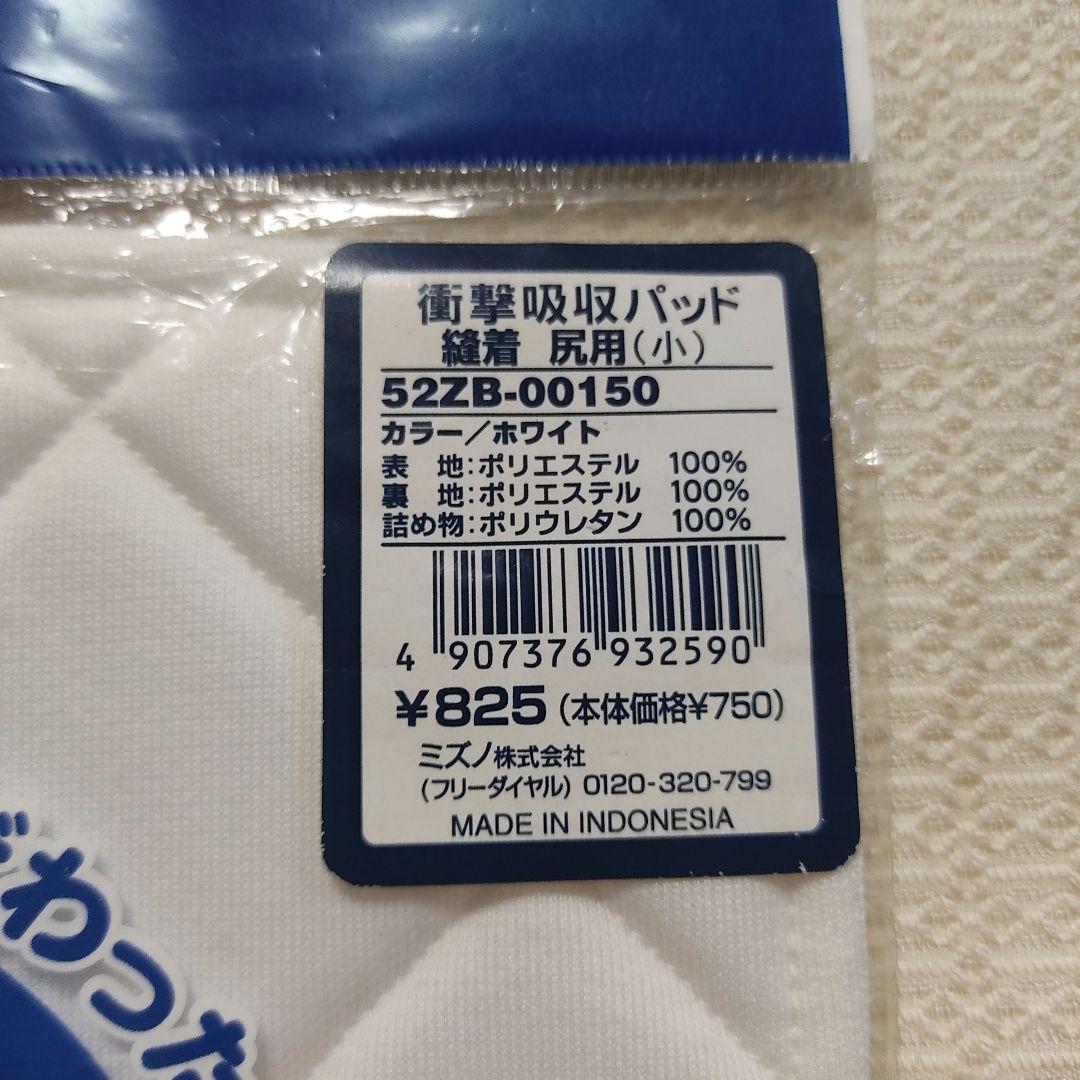 衝撃吸収パッド
縫着 尻用(小)
52ZB-00150
カラー/ホワイト
表 地:ポリエステル 100%
裏 地:ポリエステル 100%
詰め物:ポリウレタン 100%
4 907376 932590
¥825(本体価格¥750)
ミズノ株式会社
(フリーダイヤル) 0120-320-799
MADE IN INDONESIA
わった